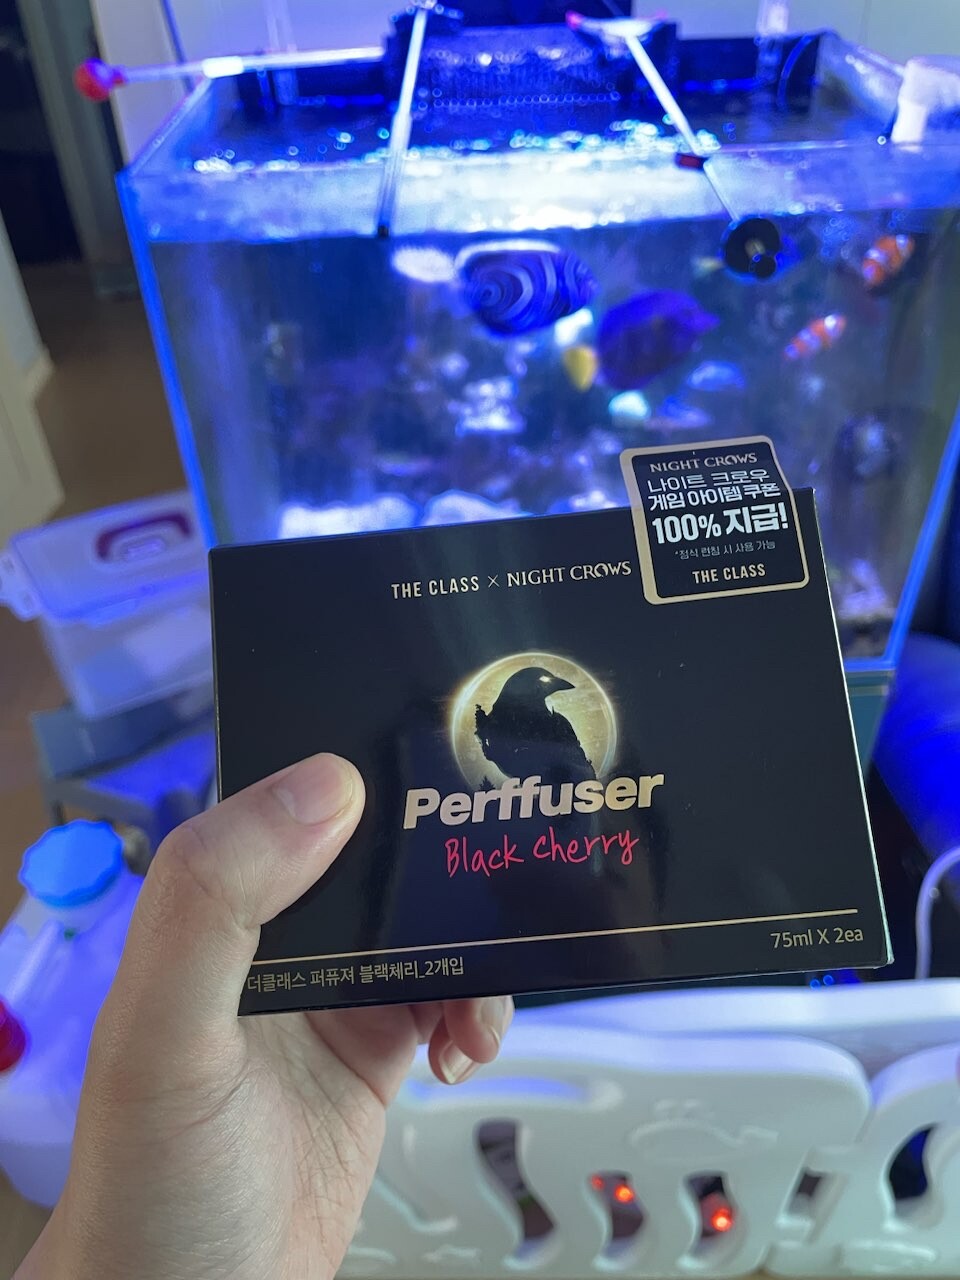 NIGHT CROWS
나이트 크로우
게임 아이템 쿠폰
100% 지급!
*정식 런칭 시 사용 가능
THE CLASS
THE CLASS × NIGHT CROWS
Perffuser
Black Cherry
75ml X 2ea
더클래스 퍼퓨져 블랙체리_2개입